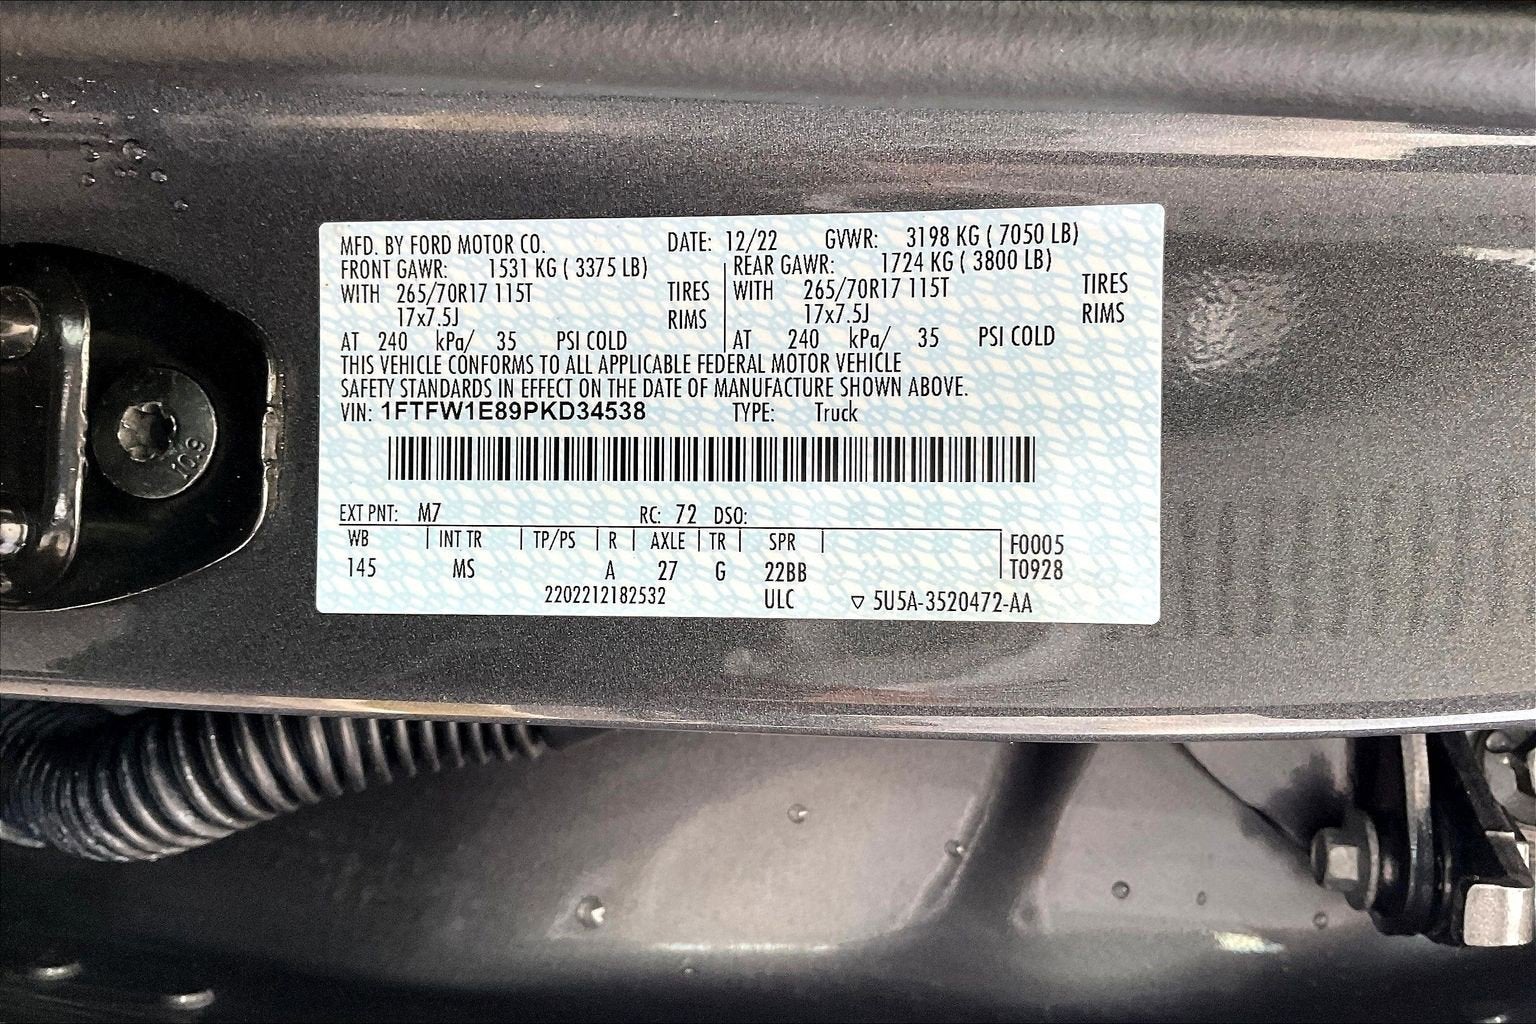 MFD. BY FORD MOTOR CO. DATE: 12/22 GVWR: 3198 KG ( 7050 LB)
FRONT GAWR: 1531 KG ( 3375 LB) REAR GAWR: 1724 KG ( 3800 LB)
WITH 265/70R17 115T TIRES WITH 265/70R17 115T TIRES
17x7.5J RIMS 17x7.5J RIMS
AT 240 kPa/ 35 PSI COLD AT 240 kPa/ 35 PSI COLD
THIS VEHICLE CONFORMS TO ALL APPLICABLE FEDERAL MOTOR VEHICLE
SAFETY STANDARDS IN EFFECT ON THE DATE OF MANUFACTURE SHOWN ABOVE.
VIN: 1FTFW1E89PKD34538 TYPE: Truck
EXT PNT: M7 RC: 72 DSO:
WB INT TR TP/PS R AXLE TR SPR F0005
145 MS A 27 G 22BB T0928
2202212182532 ULC ▽ 5U5A-3520472-AA
10.9